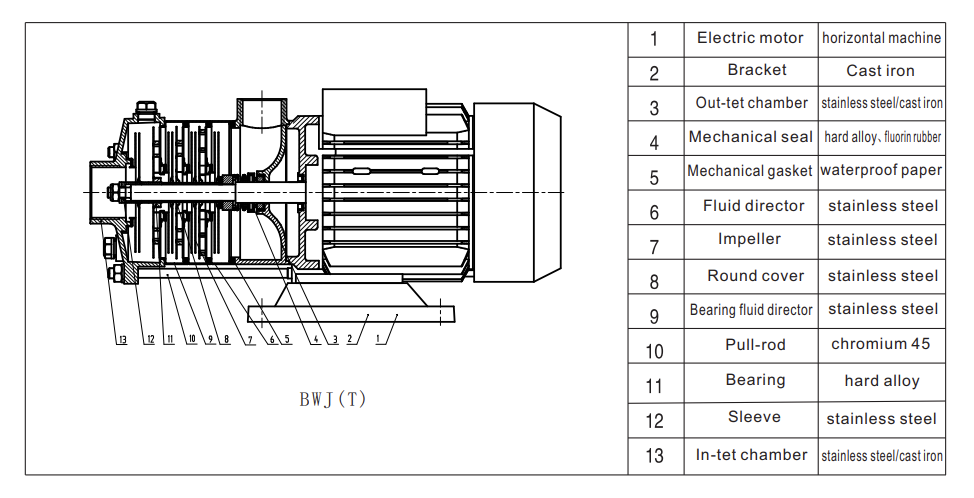 13 12 11 10 9 8 7 6 5 4 3 2 1
BWJ(T)
1 Electric motor horizontal machine
2 Bracket Cast iron
3 Out-tet chamber stainless steel/cast iron
4 Mechanical seal hard alloy、fluorin rubber
5 Mechanical gasket waterproof paper
6 Fluid director stainless steel
7 Impeller stainless steel
8 Round cover stainless steel
9 Bearing fluid director stainless steel
10 Pull-rod chromium 45
11 Bearing hard alloy
12 Sleeve stainless steel
13 In-tet chamber stainless steel/cast iron